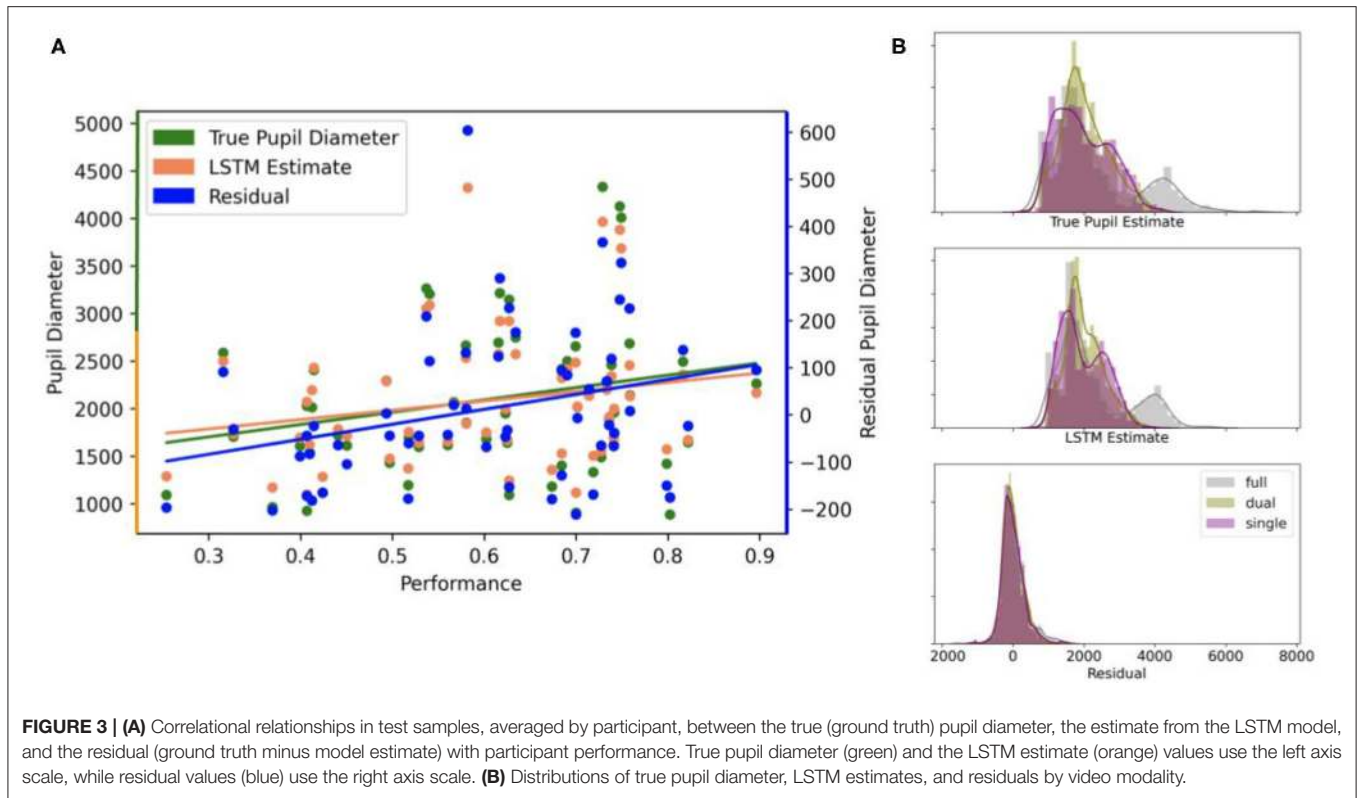 A
B
5000
4500
4000
3500
3000
2500
2000
1500
1000
Pupil Diameter
True Pupil Diameter
LSTM Estimate
Residual
600
500
400
300
200
100
0
−100
−200
Residual Pupil Diameter
0.3 0.4 0.5 0.6 0.7 0.8 0.9
Performance
True Pupil Estimate
LSTM Estimate
full
dual
single
2000 0 2000 4000 6000 8000
Residual
FIGURE 3 | (A) Correlational relationships in test samples, averaged by participant, between the true (ground truth) pupil diameter, the estimate from the LSTM model,
and the residual (ground truth minus model estimate) with participant performance. True pupil diameter (green) and the LSTM estimate (orange) values use the left axis
scale, while residual values (blue) use the right axis scale. (B) Distributions of true pupil diameter, LSTM estimates, and residuals by video modality.